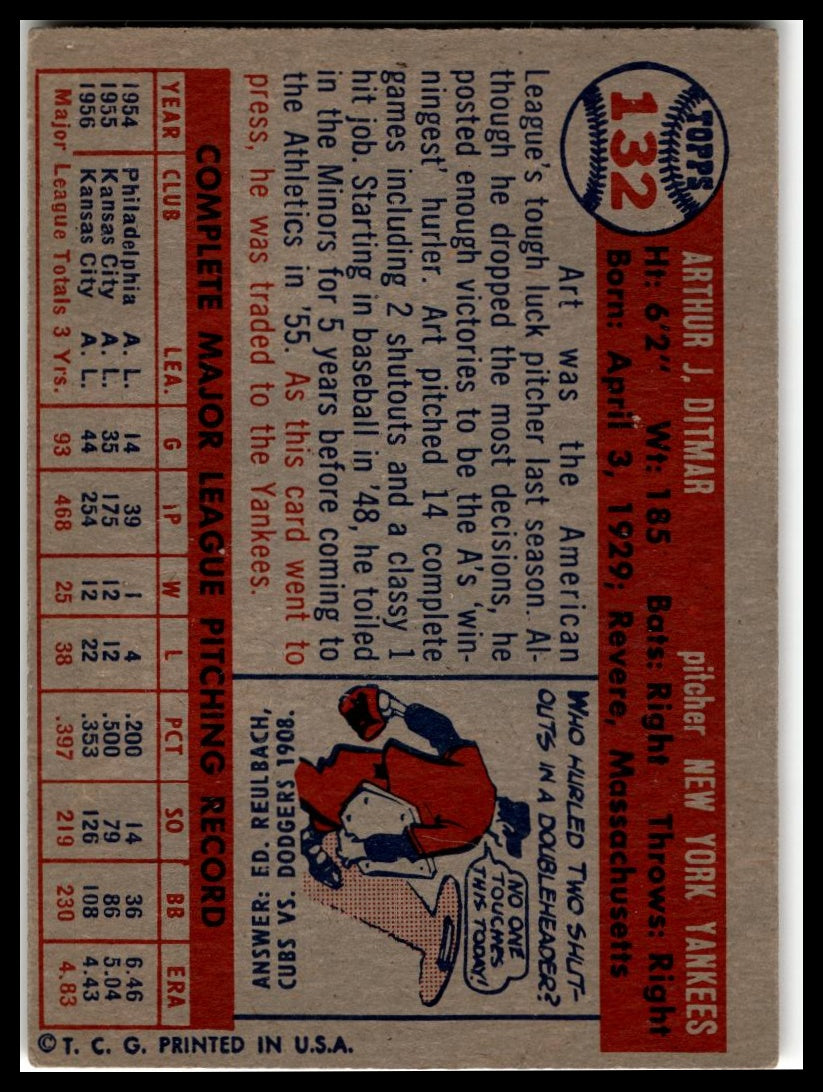 TOPPS
132
ARTHUR J. DITMAR pitcher NEW YORK YANKEES
Ht: 6'2" Wt: 185 Bats: Right Throws: Right
Born: April 3, 1929; Revere, Massachusetts
Art was the American
League's tough luck pitcher last season. Al-
though he dropped the most decisions, he
posted enough victories to be the A's 'win-
ningest' hurler. Art pitched 14 complete
games including 2 shutouts and a classy 1
hit job. Starting in baseball in '48, he toiled
in the Minors for 5 years before coming to
the Athletics in '55. As this card went to
press, he was traded to the Yankees.
WHO HURLED TWO SHUT-
OUTS IN A DOUBLEHEADER?
NO ONE
TOUCHES
THIS TODAY!
ANSWER: ED. REULBACH,
CUBS VS. DODGERS 1908.
COMPLETE MAJOR LEAGUE PITCHING RECORD
YEAR CLUB LEA. G IP W L PCT SO BB ERA
1954 Philadelphia A. L. 14 39 1 4 .200 14 36 6.46
1955 Kansas City A. L. 35 175 12 12 .500 79 86 5.04
1956 Kansas City A. L. 44 254 12 22 .353 126 108 4.43
Major League Totals 3 Yrs. 93 468 25 38 .397 219 230 4.83
© T. C. G. PRINTED IN U.S.A.